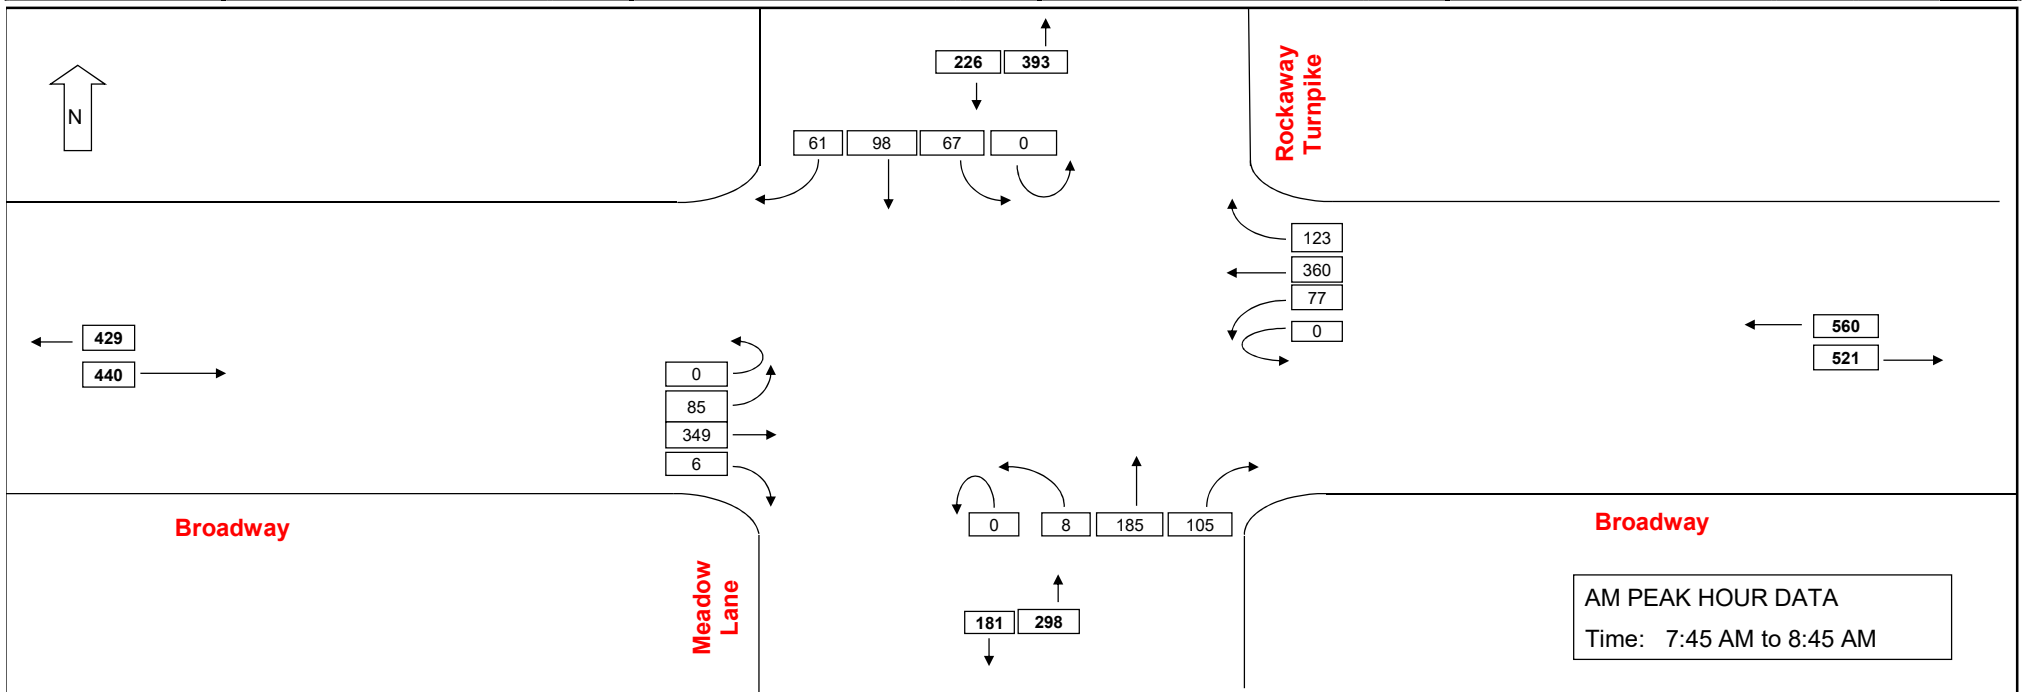 226 393
N
Rockaway
Turnpike
61 98 67 0
123
360
77
0
429
440
560
521
0
85
349
6
0 8 185 105
Broadway
Broadway
Meadow
Lane
181 298
AM PEAK HOUR DATA
Time: 7:45 AM to 8:45 AM